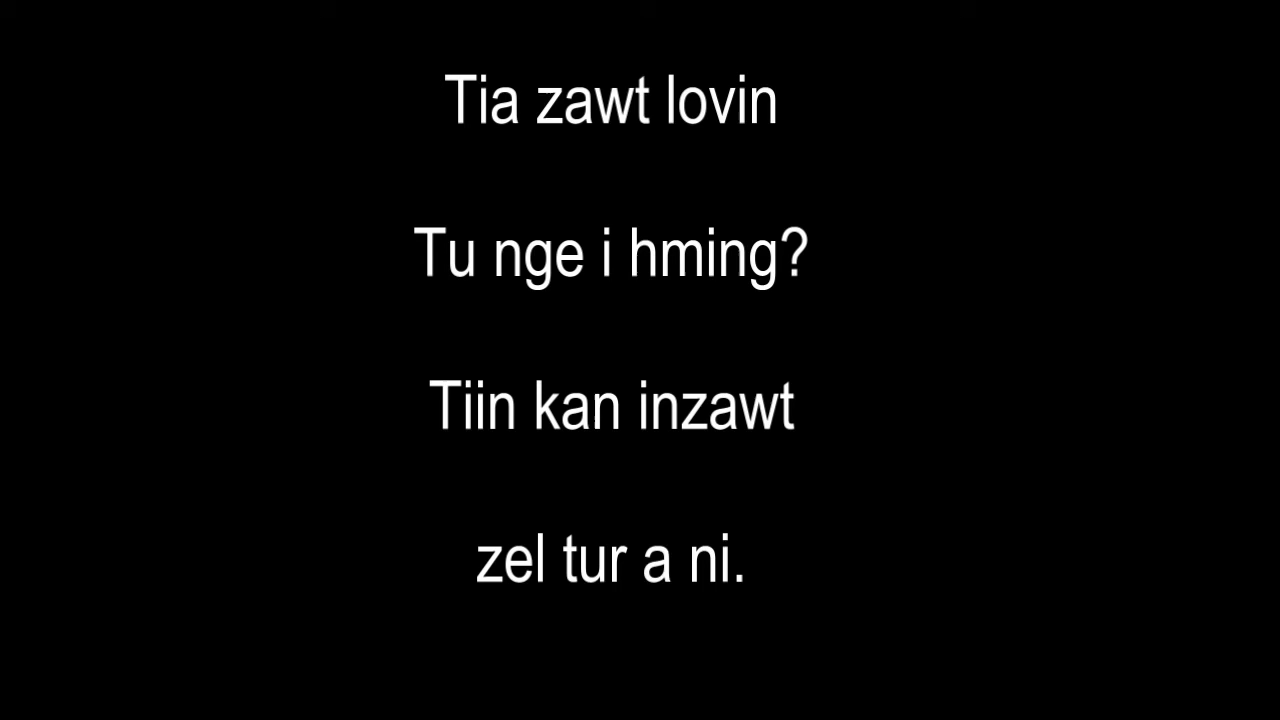 Tia zawt lovin
Tu nge i hming?
Tiin kan inzawt
zel tur a ni.